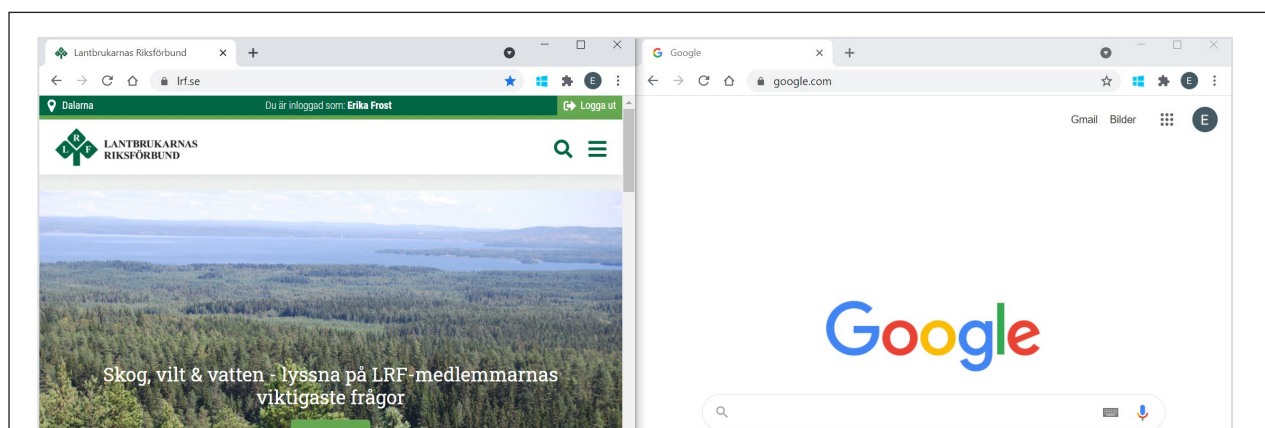 Lantbrukarnas Riksförbund
lrf.se
E
Dalarna
Du är inloggad som: Erika Frost
Logga ut
LRF
LANTBRUKARNAS
RIKSFÖRBUND
Skog, vilt & vatten - lyssna på LRF-medlemmarnas
viktigaste frågor
G Google
google.com
E
Gmail Bilder
E
Google